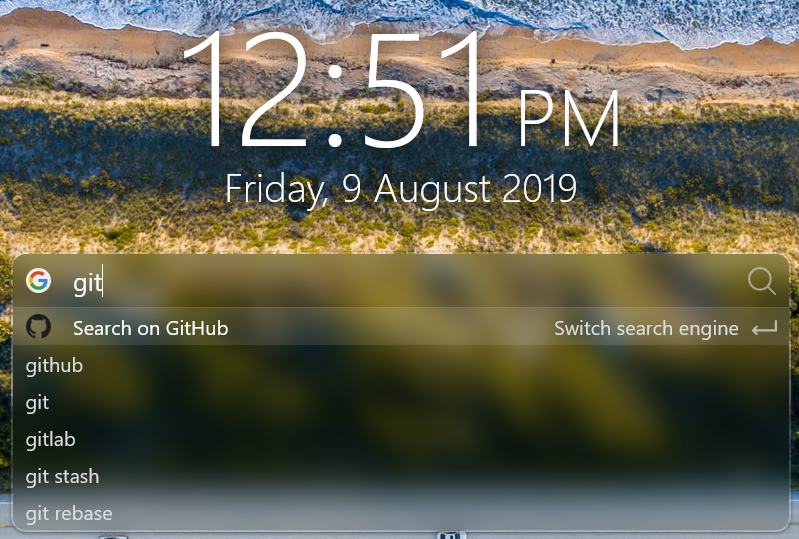 12:51 PM
Friday, 9 August 2019
git
Search on GitHub Switch search engine
github
git
gitlab
git stash
git rebase